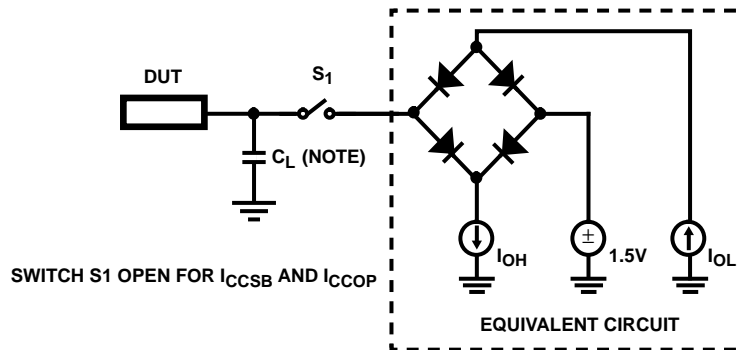 DUT
S1
CL (NOTE)
IOH
±
1.5V
IOL
SWITCH S1 OPEN FOR ICCSB AND ICCOP
EQUIVALENT CIRCUIT